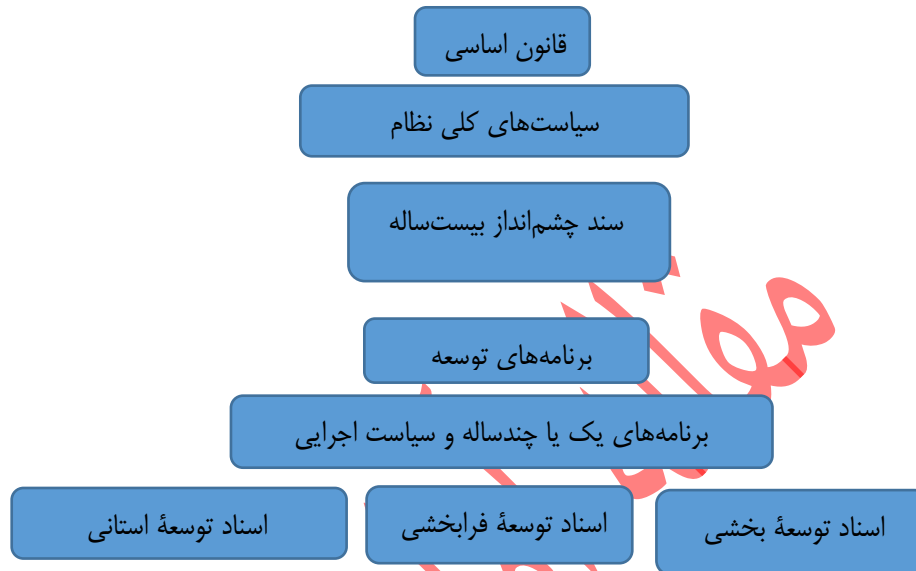 قانون اساسی
سیاست‌های کلی نظام
سند چشم‌انداز بیست‌ساله
برنامه‌های توسعه
برنامه‌های یک یا چندساله و سیاست اجرایی
اسناد توسعهٔ بخشی
اسناد توسعهٔ فرابخشی
اسناد توسعهٔ استانی